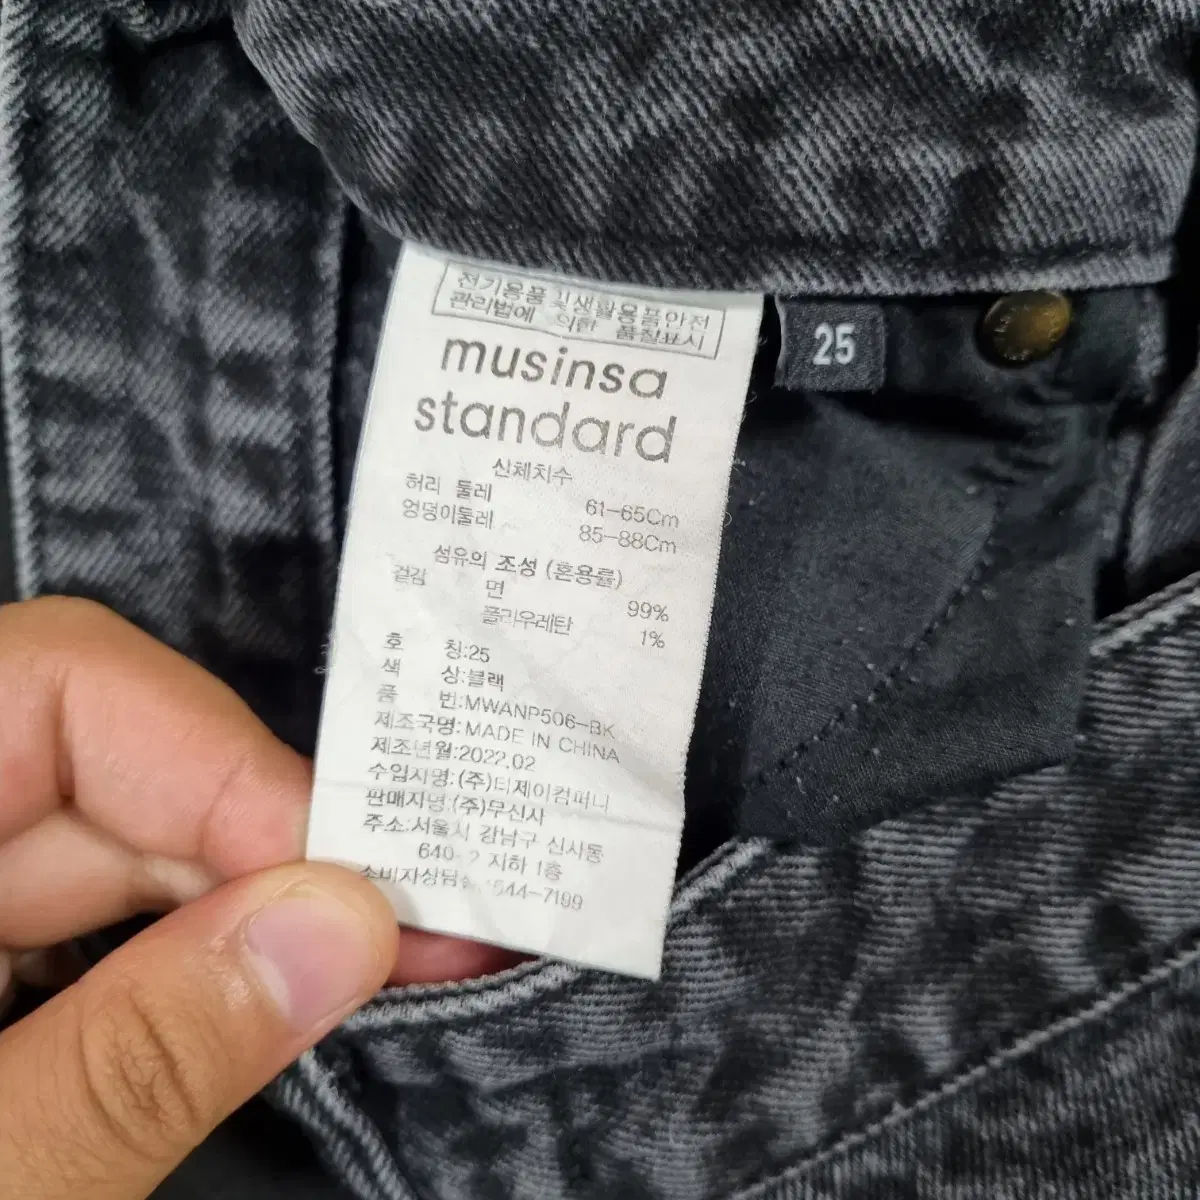 전기용품 및 생활용품안전
관리법에 의한 품질표시
musinsa
standard
25
신체치수
허리 둘레 61-65Cm
엉덩이둘레 85-88Cm
섬유의 조성 (혼용률)
겉감 면 99%
폴리우레탄 1%
호 칭:25
색 상:블랙
품 번:MWANP506-BK
제조국명:MADE IN CHINA
제조년월:2022.02
수입자명:(주)티제이컴퍼니
판매자명:(주)무신사
주소:서울시 강남구 신사동
640-2 지하 1층
소비자상담 544-7199